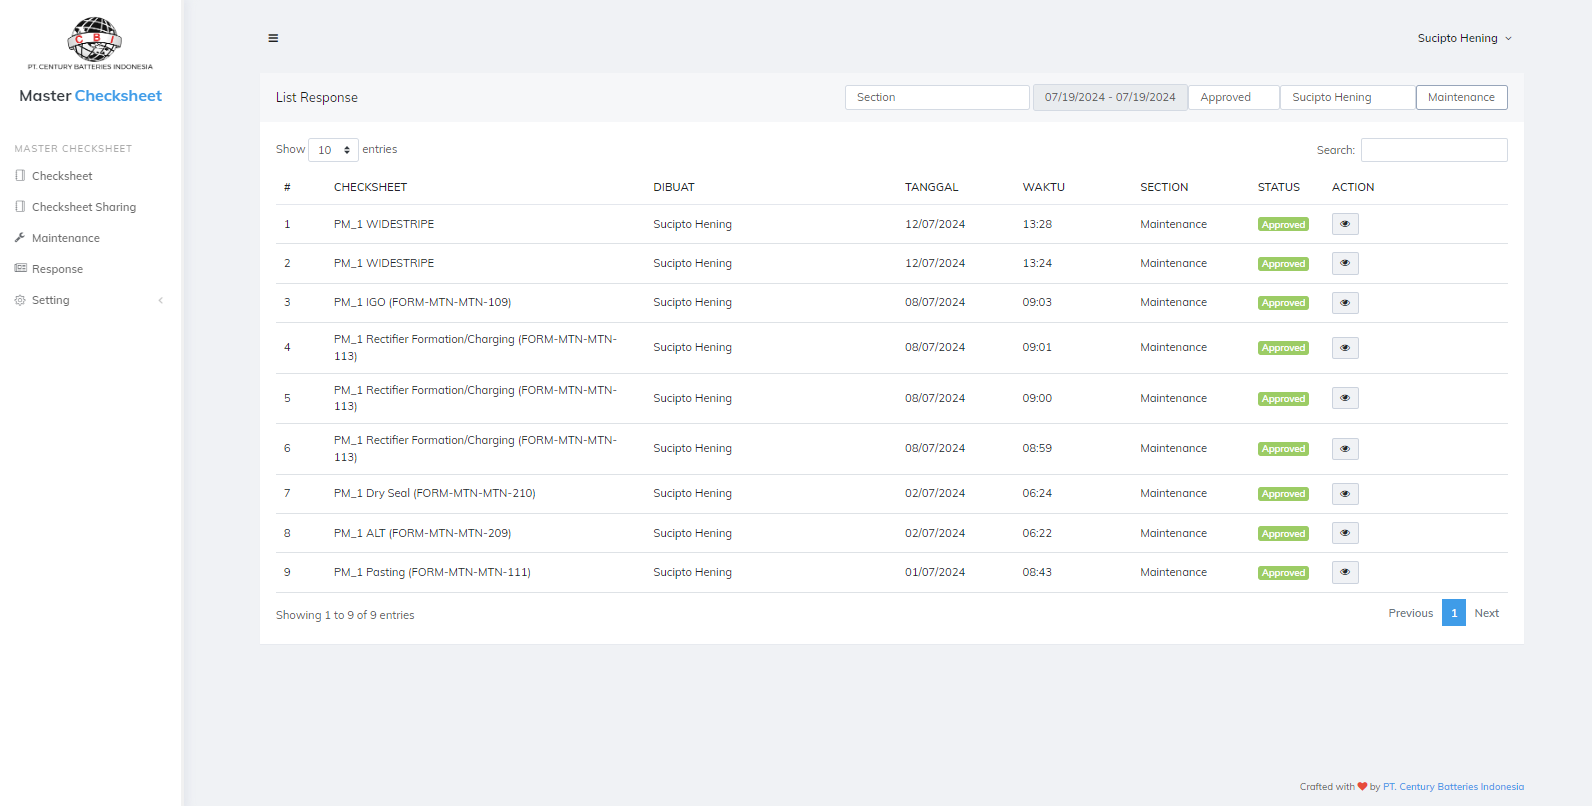 CBI
PT. CENTURY BATTERIES INDONESIA
Master Checksheet
MASTER CHECKSHEET
Checksheet
Checksheet Sharing
Maintenance
Response
Setting
Sucipto Hening
List Response
Section
07/19/2024 - 07/19/2024
Approved
Sucipto Hening
Maintenance
Show 10 entries
Search:
# CHECKSHEET DIBUAT TANGGAL WAKTU SECTION STATUS ACTION
1 PM_1 WIDESTRIPE Sucipto Hening 12/07/2024 13:28 Maintenance Approved
2 PM_1 WIDESTRIPE Sucipto Hening 12/07/2024 13:24 Maintenance Approved
3 PM_1 IGO (FORM-MTN-MTN-109) Sucipto Hening 08/07/2024 09:03 Maintenance Approved
4 PM_1 Rectifier Formation/Charging (FORM-MTN-MTN-
113) Sucipto Hening 08/07/2024 09:01 Maintenance Approved
5 PM_1 Rectifier Formation/Charging (FORM-MTN-MTN-
113) Sucipto Hening 08/07/2024 09:00 Maintenance Approved
6 PM_1 Rectifier Formation/Charging (FORM-MTN-MTN-
113) Sucipto Hening 08/07/2024 08:59 Maintenance Approved
7 PM_1 Dry Seal (FORM-MTN-MTN-210) Sucipto Hening 02/07/2024 06:24 Maintenance Approved
8 PM_1 ALT (FORM-MTN-MTN-209) Sucipto Hening 02/07/2024 06:22 Maintenance Approved
9 PM_1 Pasting (FORM-MTN-MTN-111) Sucipto Hening 01/07/2024 08:43 Maintenance Approved
Showing 1 to 9 of 9 entries
Previous 1 Next
Crafted with ❤ by PT. Century Batteries Indonesia